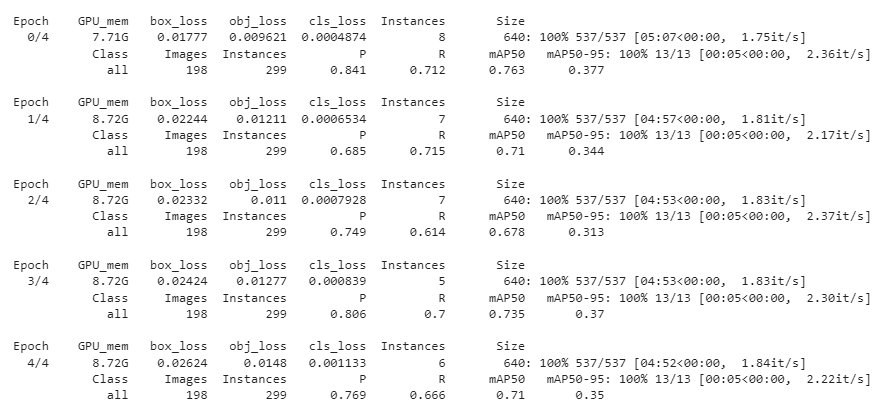 Epoch GPU_mem box_loss obj_loss cls_loss Instances Size
0/4 7.71G 0.01777 0.009621 0.0004874 8 640: 100% 537/537 [05:07<00:00, 1.75it/s]
Class Images Instances P R mAP50 mAP50-95: 100% 13/13 [00:05<00:00, 2.36it/s]
all 198 299 0.841 0.712 0.763 0.377
Epoch GPU_mem box_loss obj_loss cls_loss Instances Size
1/4 8.72G 0.02244 0.01211 0.0006534 7 640: 100% 537/537 [04:57<00:00, 1.81it/s]
Class Images Instances P R mAP50 mAP50-95: 100% 13/13 [00:05<00:00, 2.17it/s]
all 198 299 0.685 0.715 0.71 0.344
Epoch GPU_mem box_loss obj_loss cls_loss Instances Size
2/4 8.72G 0.02332 0.011 0.0007928 7 640: 100% 537/537 [04:53<00:00, 1.83it/s]
Class Images Instances P R mAP50 mAP50-95: 100% 13/13 [00:05<00:00, 2.37it/s]
all 198 299 0.749 0.614 0.678 0.313
Epoch GPU_mem box_loss obj_loss cls_loss Instances Size
3/4 8.72G 0.02424 0.01277 0.000839 5 640: 100% 537/537 [04:53<00:00, 1.83it/s]
Class Images Instances P R mAP50 mAP50-95: 100% 13/13 [00:05<00:00, 2.30it/s]
all 198 299 0.806 0.7 0.735 0.37
Epoch GPU_mem box_loss obj_loss cls_loss Instances Size
4/4 8.72G 0.02624 0.0148 0.001133 6 640: 100% 537/537 [04:52<00:00, 1.84it/s]
Class Images Instances P R mAP50 mAP50-95: 100% 13/13 [00:05<00:00, 2.22it/s]
all 198 299 0.769 0.666 0.71 0.35